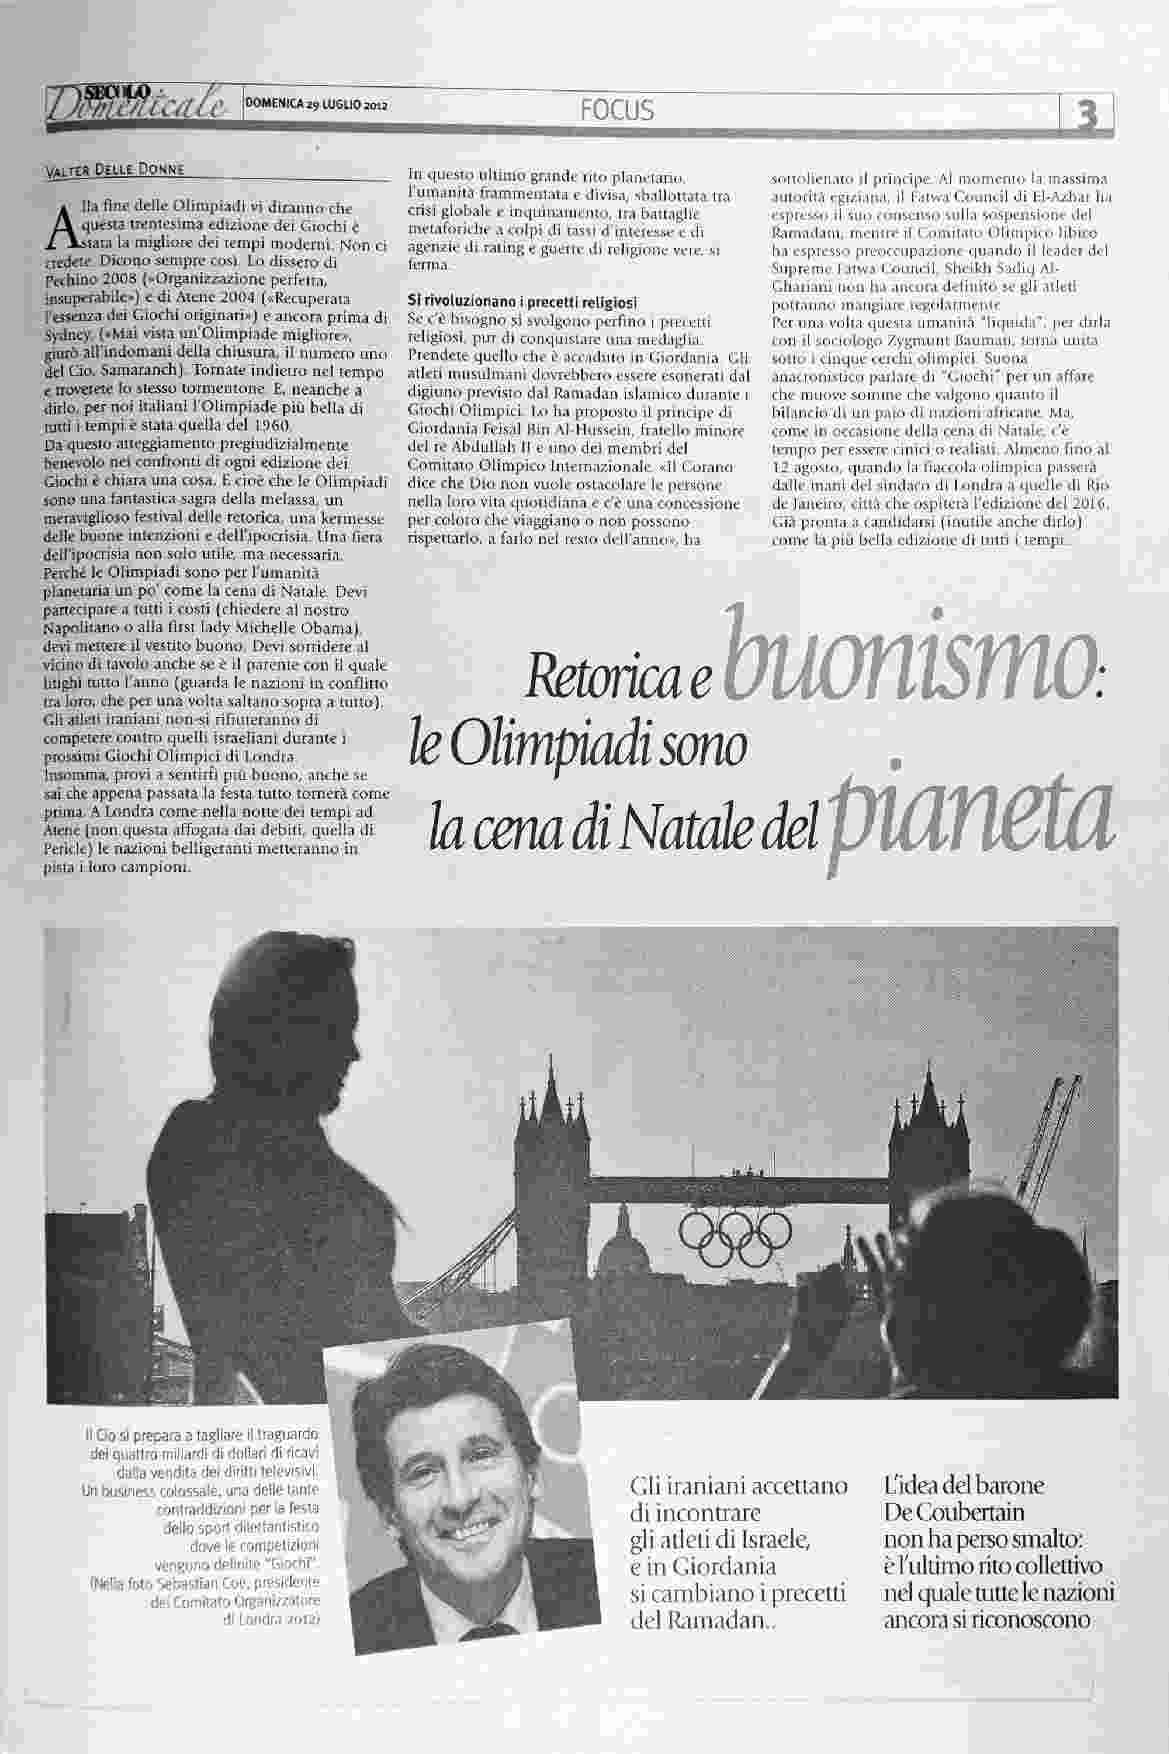 SECOLO
Domenicale
DOMENICA 29 LUGLIO 2012
FOCUS
3
VALTER DELLE DONNE
Alla fine delle Olimpiadi vi diranno che
questa trentesima edizione dei Giochi è
stata la migliore dei tempi moderni. Non ci
credete. Dicono sempre così. Lo dissero di
Pechino 2008 («Organizzazione perfetta,
insuperabile») e di Atene 2004 («Recuperata
l'essenza dei Giochi originari») e ancora prima di
Sydney, («Mai vista un'Olimpiade migliore»,
giurò all'indomani della chiusura, il numero uno
del Cio, Samaranch). Tornate indietro nel tempo
e troverete lo stesso tormentone. E, neanche a
dirlo, per noi italiani l'Olimpiade più bella di
tutti i tempi è stata quella del 1960.
Da questo atteggiamento pregiudizialmente
benevolo nei confronti di ogni edizione dei
Giochi è chiara una cosa. E cioè che le Olimpiadi
sono una fantastica sagra della melassa, un
meraviglioso festival delle retorica, una kermesse
delle buone intenzioni e dell'ipocrisia. Una fiera
dell'ipocrisia non solo utile, ma necessaria.
Perché le Olimpiadi sono per l'umanità
planetaria un po' come la cena di Natale. Devi
partecipare a tutti i costi (chiedere al nostro
Napolitano o alla first lady Michelle Obama),
devi mettere il vestito buono. Devi sorridere al
vicino di tavolo anche se è il parente con il quale
litighi tutto l'anno (guarda le nazioni in conflitto
tra loro, che per una volta saltano sopra a tutto).
Gli atleti iraniani non si rifiuteranno di
competere contro quelli israeliani durante i
prossimi Giochi Olimpici di Londra
Insomma, provi a sentirti più buono, anche se
sai che appena passata la festa tutto tornerà come
prima. A Londra come nella notte dei tempi ad
Atene (non questa affogata dai debiti, quella di
Pericle) le nazioni belligeranti metteranno in
pista i loro campioni.
In questo ultimo grande rito planetario,
l'umanità frammentata e divisa, sballottata tra
crisi globale e inquinamento, tra battaglie
metaforiche a colpi di tassi d'interesse e di
agenzie di rating e guerre di religione vere, si
ferma.
Si rivoluzionano i precetti religiosi
Se c'è bisogno si svolgono perfino i precetti
religiosi, pur di conquistare una medaglia.
Prendete quello che è accaduto in Giordania. Gli
atleti musulmani dovrebbero essere esonerati dal
digiuno previsto dal Ramadan islamico durante i
Giochi Olimpici. Lo ha proposto il principe di
Giordania Feisal Bin Al-Hussein, fratello minore
del re Abdullah II e uno dei membri del
Comitato Olimpico Internazionale. «Il Corano
dice che Dio non vuole ostacolare le persone
nella loro vita quotidiana e c'è una concessione
per coloro che viaggiano o non possono
rispettarlo, a farlo nel resto dell'anno», ha
sottolienato il principe. Al momento la massima
autorità egiziana, il Fatwa Council di El-Azhar ha
espresso il suo consenso sulla sospensione del
Ramadam, mentre il Comitato Olimpico libico
ha espresso preoccupazione quando il leader del
Supreme Fatwa Council, Sheikh Sadiq Al-
Ghariani non ha ancora definito se gli atleti
potranno mangiare regolarmente
Per una volta questa umanità "liquida", per dirla
con il sociologo Zygmunt Bauman, torna unita
sotto i cinque cerchi olimpici. Suona
anacronistico parlare di "Giochi" per un affare
che muove somme che valgono quanto il
bilancio di un paio di nazioni africane. Ma,
come in occasione della cena di Natale, c'è
tempo per essere cinici o realisti. Almeno fino al
12 agosto, quando la fiaccola olimpica passerà
dalle mani del sindaco di Londra a quelle di Rio
de Janeiro, città che ospiterà l'edizione del 2016.
Già pronta a candidarsi (inutile anche dirlo)
come la più bella edizione di tutti i tempi.
Retorica e buonismo:
le Olimpiadi sono
la cena di Natale del pianeta
Il Cio si prepara a tagliare il traguardo
dei quattro miliardi di dollari di ricavi
dalla vendita dei diritti televisivi.
Un business colossale, una delle tante
contraddizioni per la festa
dello sport dilettantistico
dove le competizioni
vengono definite "Giochi".
(Nella foto Sebastian Coe, presidente
del Comitato Organizzatore
di Londra 2012)
Gli iraniani accettano
di incontrare
gli atleti di Israele,
e in Giordania
si cambiano i precetti
del Ramadan..
L'idea del barone
De Coubertain
non ha perso smalto:
è l'ultimo rito collettivo
nel quale tutte le nazioni
ancora si riconoscono